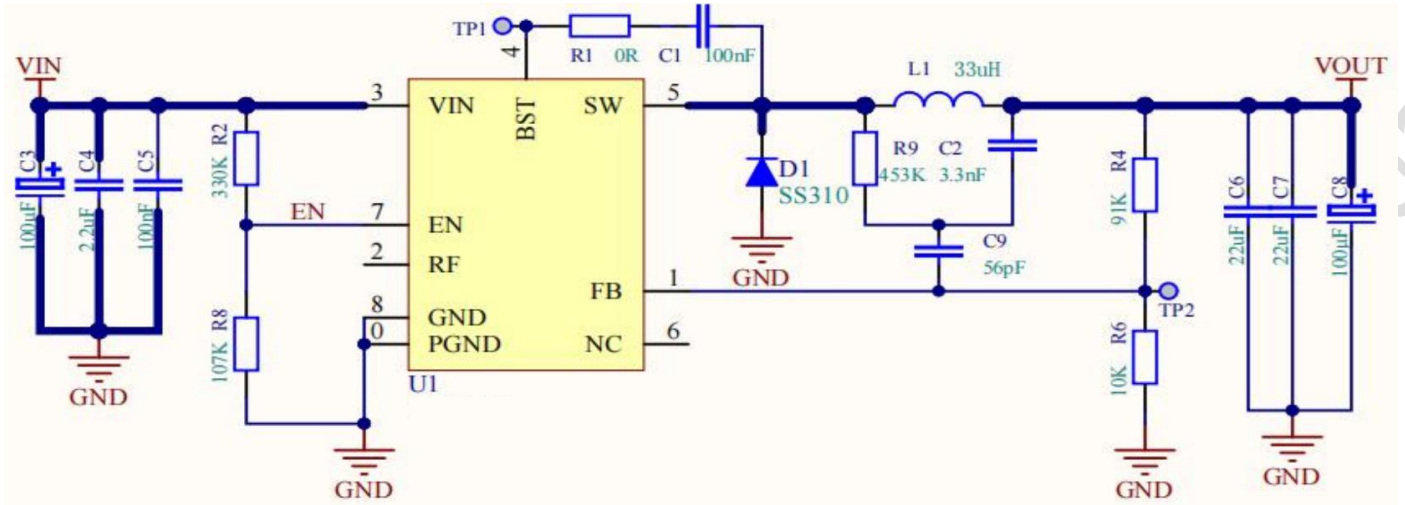 TP1
R1 0R C1 100nF
4
VIN
3 VIN
BST
SW 5
L1 33uH
VOUT
C3
100μF
C4
2.2uF
C5
100nF
R2
330K
EN
7 EN
2 RF
8 GND
0 PGND
FB 1
NC 6
U1
R8
107K
GND
GND
D1
SS310
GND
R9 C2
453K 3.3nF
C9
56pF
R4
91K
TP2
R6
10K
GND
C6
22uF
C7
22uF
C8
100μF
GND